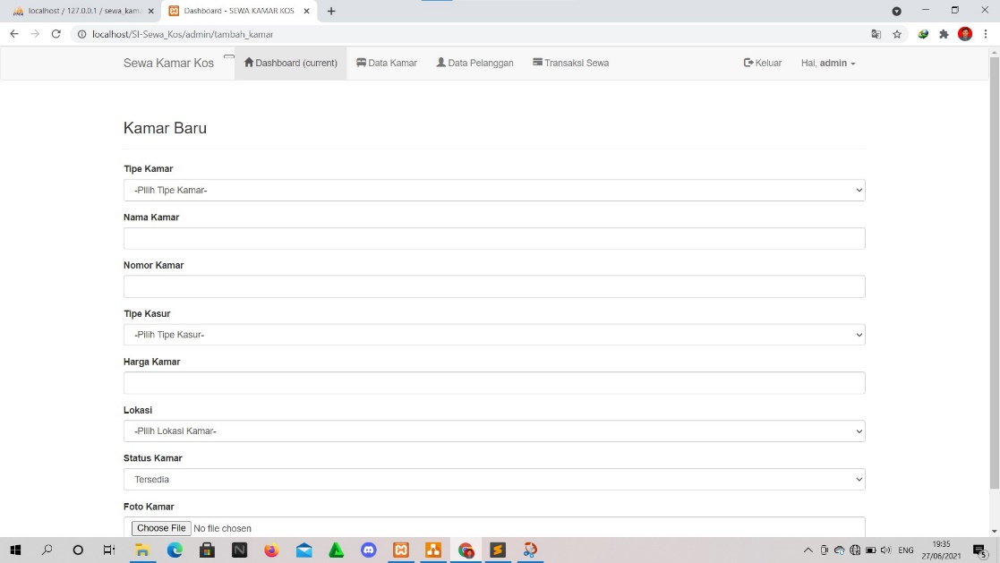 localhost / 127.0.0.1 / sewa_kama
Dashboard - SEWA KAMAR KOS
localhost/SI-Sewa_Kos/admin/tambah_kamar
Sewa Kamar Kos Dashboard (current) Data Kamar Data Pelanggan Transaksi Sewa Keluar Hai, admin
Kamar Baru
Tipe Kamar
-Pilih Tipe Kamar-
Nama Kamar
Nomor Kamar
Tipe Kasur
-Pilih Tipe Kasur-
Harga Kamar
Lokasi
-Pilih Lokasi Kamar-
Status Kamar
Tersedia
Foto Kamar
Choose File No file chosen
ENG
19:35
27/06/2021
5